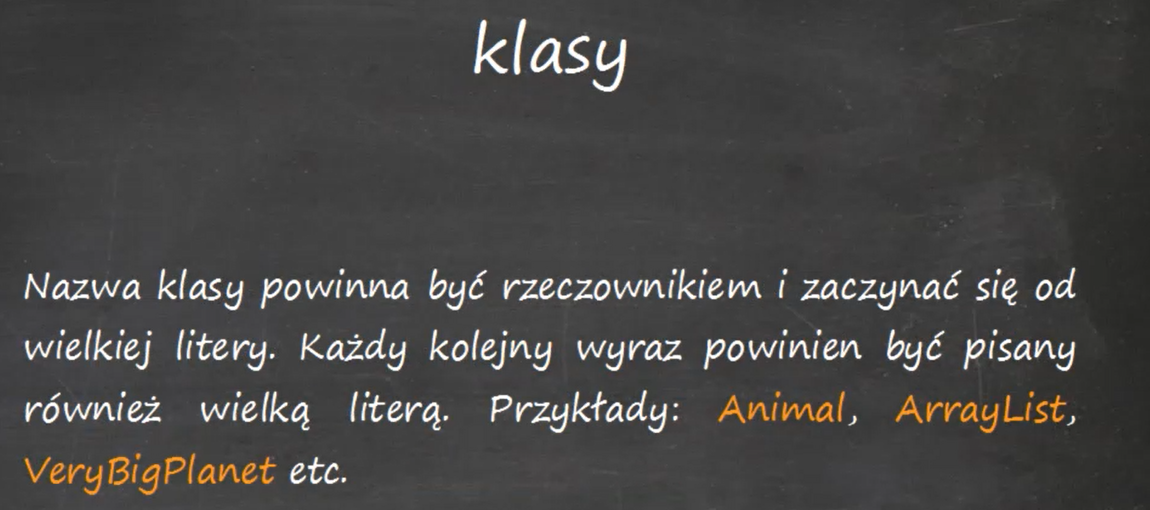 klasy
Nazwa klasy powinna być rzeczownikiem i zaczynać się od
wielkiej litery. Każdy kolejny wyraz powinien być pisany
również wielką literą. Przykłady: Animal, ArrayList,
VeryBigPlanet etc.